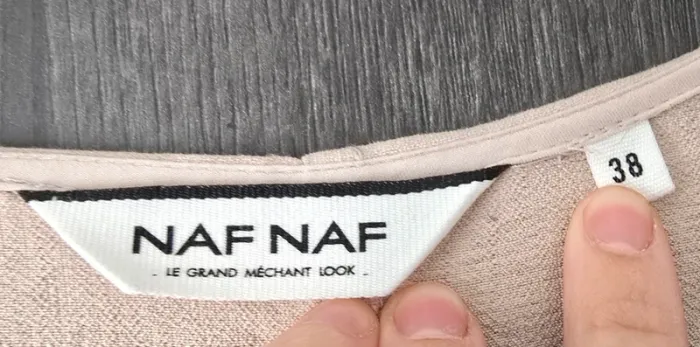 NAF NAF
- LE GRAND MÉCHANT LOOK -
38